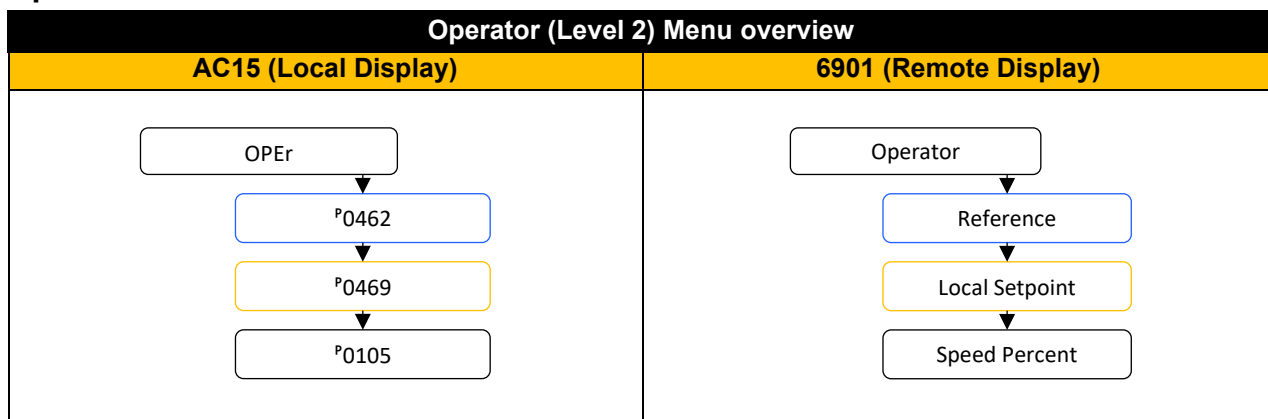 Operator (Level 2) Menu overview
AC15 (Local Display)
6901 (Remote Display)
OPEr
ᴾ0462
ᴾ0469
ᴾ0105
Operator
Reference
Local Setpoint
Speed Percent